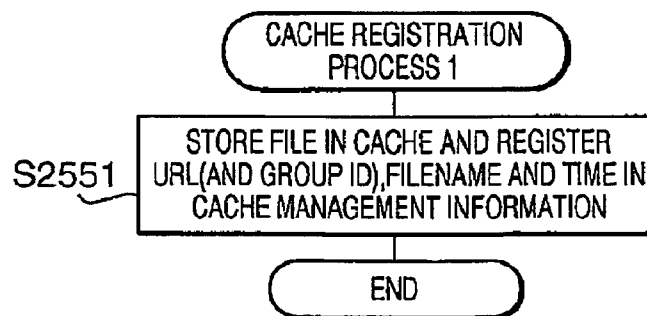 CACHE REGISTRATION
PROCESS 1
S2551
STORE FILE IN CACHE AND REGISTER
URL(AND GROUP ID),FILENAME AND TIME IN
CACHE MANAGEMENT INFORMATION
END